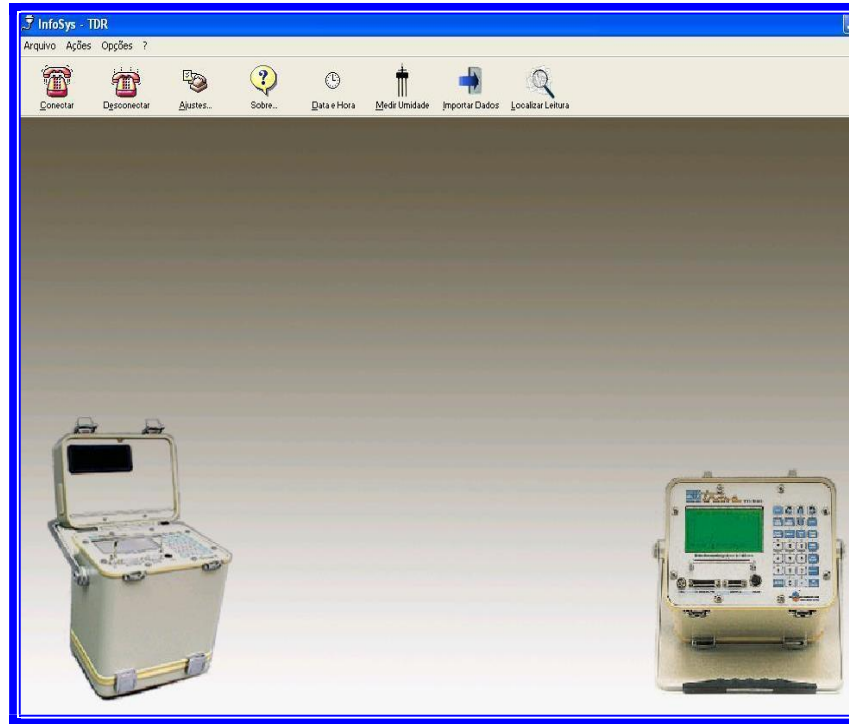 InfoSys - TDR
Arquivo Ações Opções ?
Conectar Desconectar Ajustes... Sobre... Data e Hora Medir Umidade Importar Dados Localizar Leitura